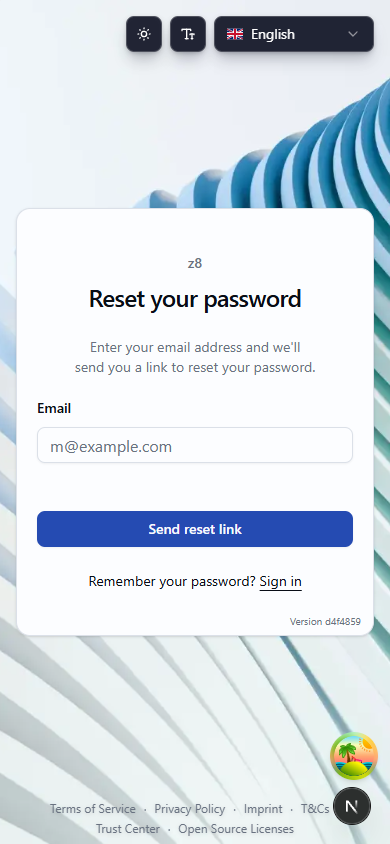 English
z8
Reset your password
Enter your email address and we'll
send you a link to reset your password.
Email
m@example.com
Send reset link
Remember your password? Sign in
Version d4f4859
Terms of Service · Privacy Policy · Imprint · T&Cs
Trust Center · Open Source Licenses
N